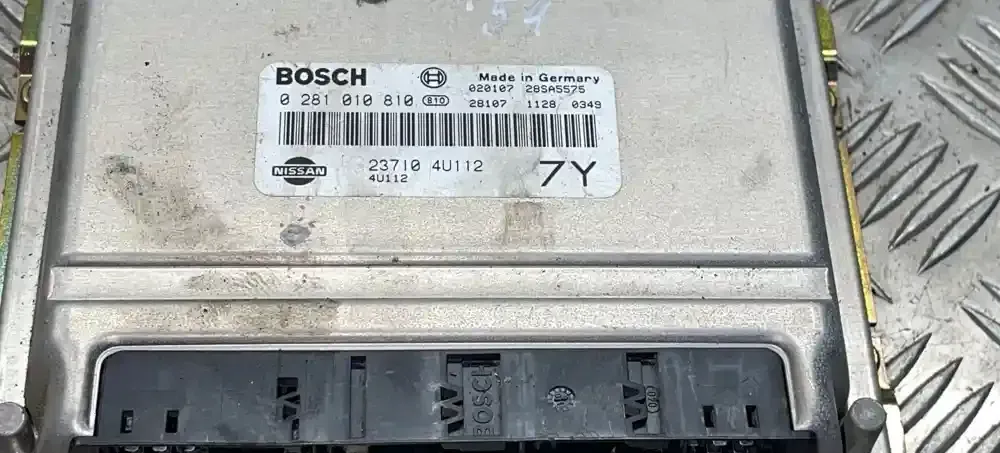 51
BOSCH
Made in Germany
020107 28SA5575
0 281 010 810 810
28107 1128 0349
NISSAN
23710 4U112
4U112
7Y
BOSCH